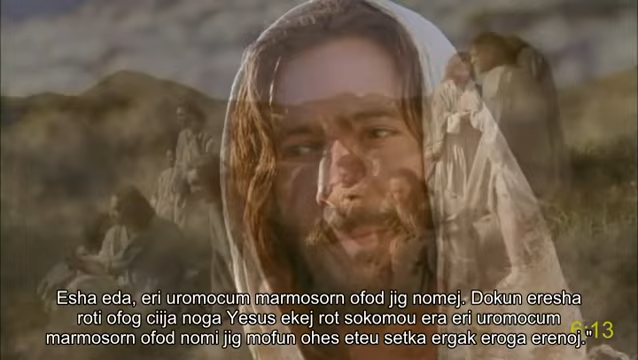 Esha eda, eri uromocum marmosorn ofod jig nomej. Dokun eresha
roti ofog ciija noga Yesus ekej rot sokomou era eri uromocum
marmosorn ofod nomi jig mofun ohes eteu setka ergak eroga erenoj."
6:13